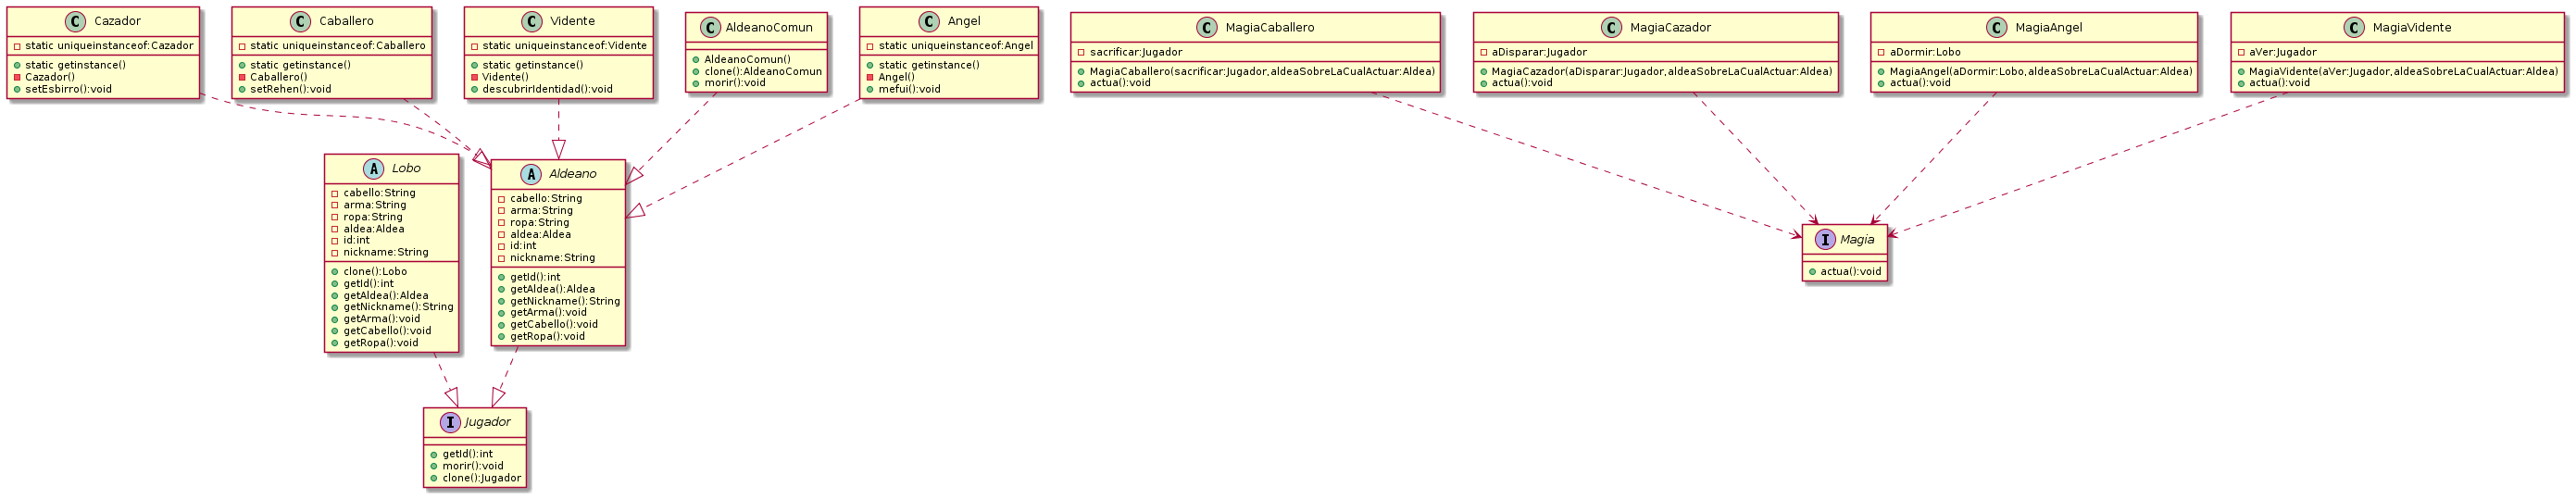 Cazador
static uniqueinstanceof:Cazador
static getinstance()
Cazador()
setEsbirro():void
Caballero
static uniqueinstanceof:Caballero
static getinstance()
Caballero()
setRehen():void
Vidente
static uniqueinstanceof:Vidente
static getinstance()
Vidente()
descubrirIdentidad():void
AldeanoComun
AldeanoComun()
clone():AldeanoComun
morir():void
Angel
static uniqueinstanceof:Angel
static getinstance()
Angel()
mefui():void
MagiaCaballero
sacrificar:Jugador
MagiaCaballero(sacrificar:Jugador,aldeaSobreLaCualActuar:Aldea)
actua():void
MagiaCazador
aDisparar:Jugador
MagiaCazador(aDisparar:Jugador,aldeaSobreLaCualActuar:Aldea)
actua():void
MagiaAngel
aDormir:Lobo
MagiaAngel(aDormir:Lobo,aldeaSobreLaCualActuar:Aldea)
actua():void
MagiaVidente
aVer:Jugador
MagiaVidente(aVer:Jugador,aldeaSobreLaCualActuar:Aldea)
actua():void
Lobo
cabello:String
arma:String
ropa:String
aldea:Aldea
id:int
nickname:String
clone():Lobo
getId():int
getAldea():Aldea
getNickname():String
getArma():void
getCabello():void
getRopa():void
Aldeano
cabello:String
arma:String
ropa:String
aldea:Aldea
id:int
nickname:String
getId():int
getAldea():Aldea
getNickname():String
getArma():void
getCabello():void
getRopa():void
Magia
actua():void
Jugador
getId():int
morir():void
clone():Jugador